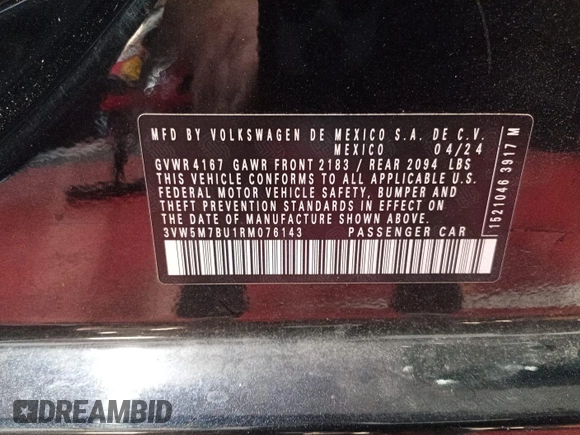 MFD BY VOLKSWAGEN DE MEXICO S.A. DE C.V.
MEXICO 04/24
GVWR 4167 GAWR FRONT 2183 / REAR 2094 LBS
THIS VEHICLE CONFORMS TO ALL APPLICABLE U.S.
FEDERAL MOTOR VEHICLE SAFETY, BUMPER AND
THEFT PREVENTION STANDARDS IN EFFECT ON
THE DATE OF MANUFACTURE SHOWN ABOVE.
3VW5M7BU1RM076143 PASSENGER CAR
1521046 3917 M
DREAMBID